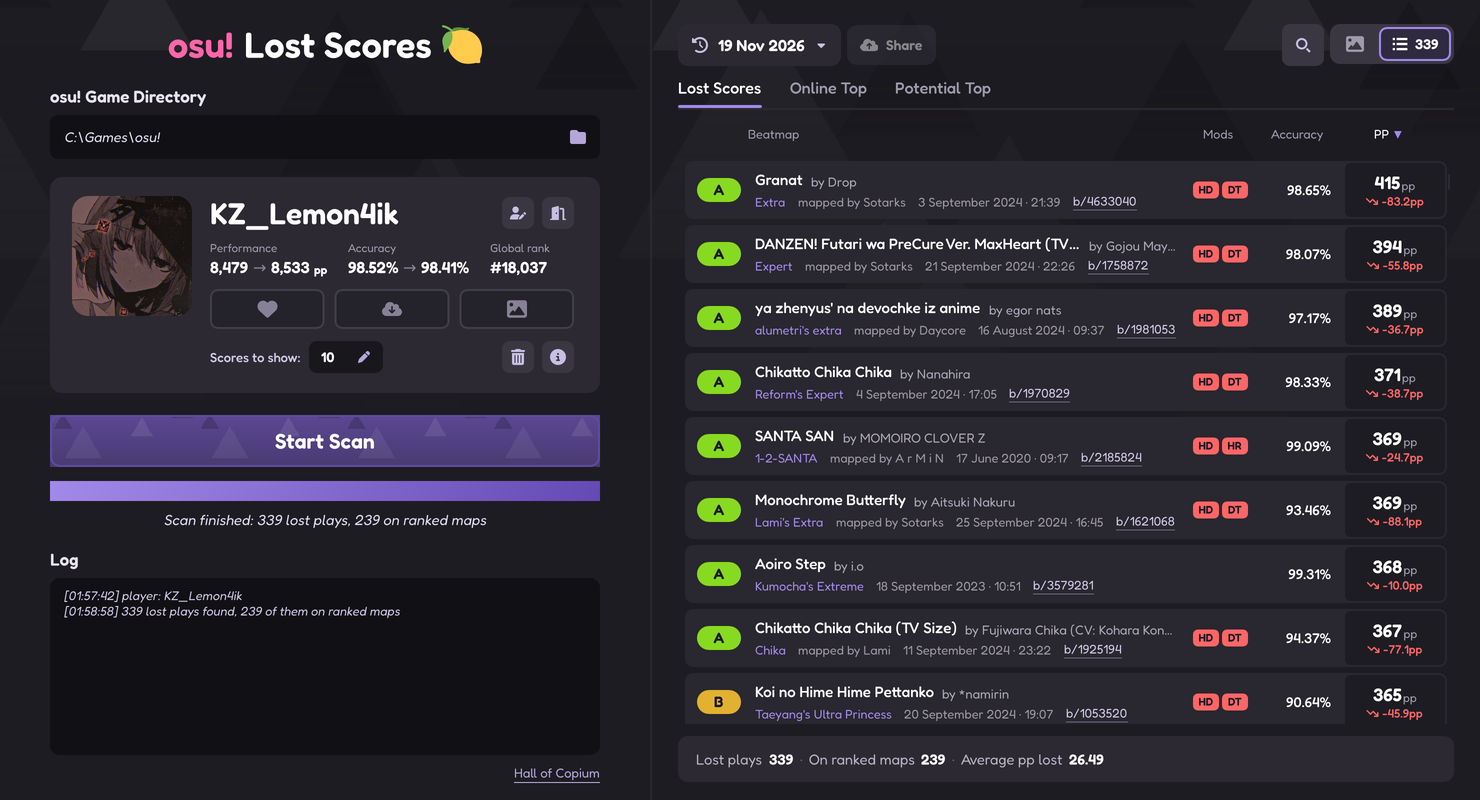 osu! Lost Scores
osu! Game Directory
C:\Games\osu!
KZ__Lemon4ik
Performance Accuracy Global rank
8,479 → 8,533 pp 98.52% → 98.41% #18,037
Scores to show: 10
Start Scan
Scan finished: 339 lost plays, 239 on ranked maps
Log
[01:57:42] player: KZ__Lemon4ik
[01:58:58] 339 lost plays found, 239 of them on ranked maps
Hall of Copium
19 Nov 2026 Share 339
Lost Scores Online Top Potential Top
Beatmap Mods Accuracy PP ▼
A Granat by Drop HD DT 98.65% 415pp
Extra mapped by Sotarks 3 September 2024 · 21:39 b/4633040 -83.2pp
A DANZEN! Futari wa PreCure Ver. MaxHeart (TV... by Gojou May... HD DT 98.07% 394pp
Expert mapped by Sotarks 21 September 2024 · 22:26 b/1758872 -55.8pp
A ya zhenyus' na devochke iz anime by egor nats HD DT 97.17% 389pp
alumetri's extra mapped by Daycore 16 August 2024 · 09:37 b/1981053 -36.7pp
A Chikatto Chika Chika by Nanahira HD DT 98.33% 371pp
Reform's Expert 4 September 2024 · 17:05 b/1970829 -38.7pp
A SANTA SAN by MOMOIRO CLOVER Z HD HR 99.09% 369pp
1-2-SANTA mapped by A r M i N 17 June 2020 · 09:17 b/2185824 -24.7pp
A Monochrome Butterfly by Aitsuki Nakuru HD DT 93.46% 369pp
Lami's Extra mapped by Sotarks 25 September 2024 · 16:45 b/1621068 -88.1pp
A Aoiro Step by i.o 99.31% 368pp
Kumocha's Extreme 18 September 2023 · 10:51 b/3579281 -10.0pp
A Chikatto Chika Chika (TV Size) by Fujiwara Chika (CV: Kohara Kon... HD DT 94.37% 367pp
Chika mapped by Lami 11 September 2024 · 23:22 b/1925194 -77.1pp
B Koi no Hime Hime Pettanko by *namirin HD DT 90.64% 365pp
Taeyang's Ultra Princess 20 September 2024 · 19:07 b/1053520 -45.9pp
Lost plays 339 · On ranked maps 239 · Average pp lost 26.49